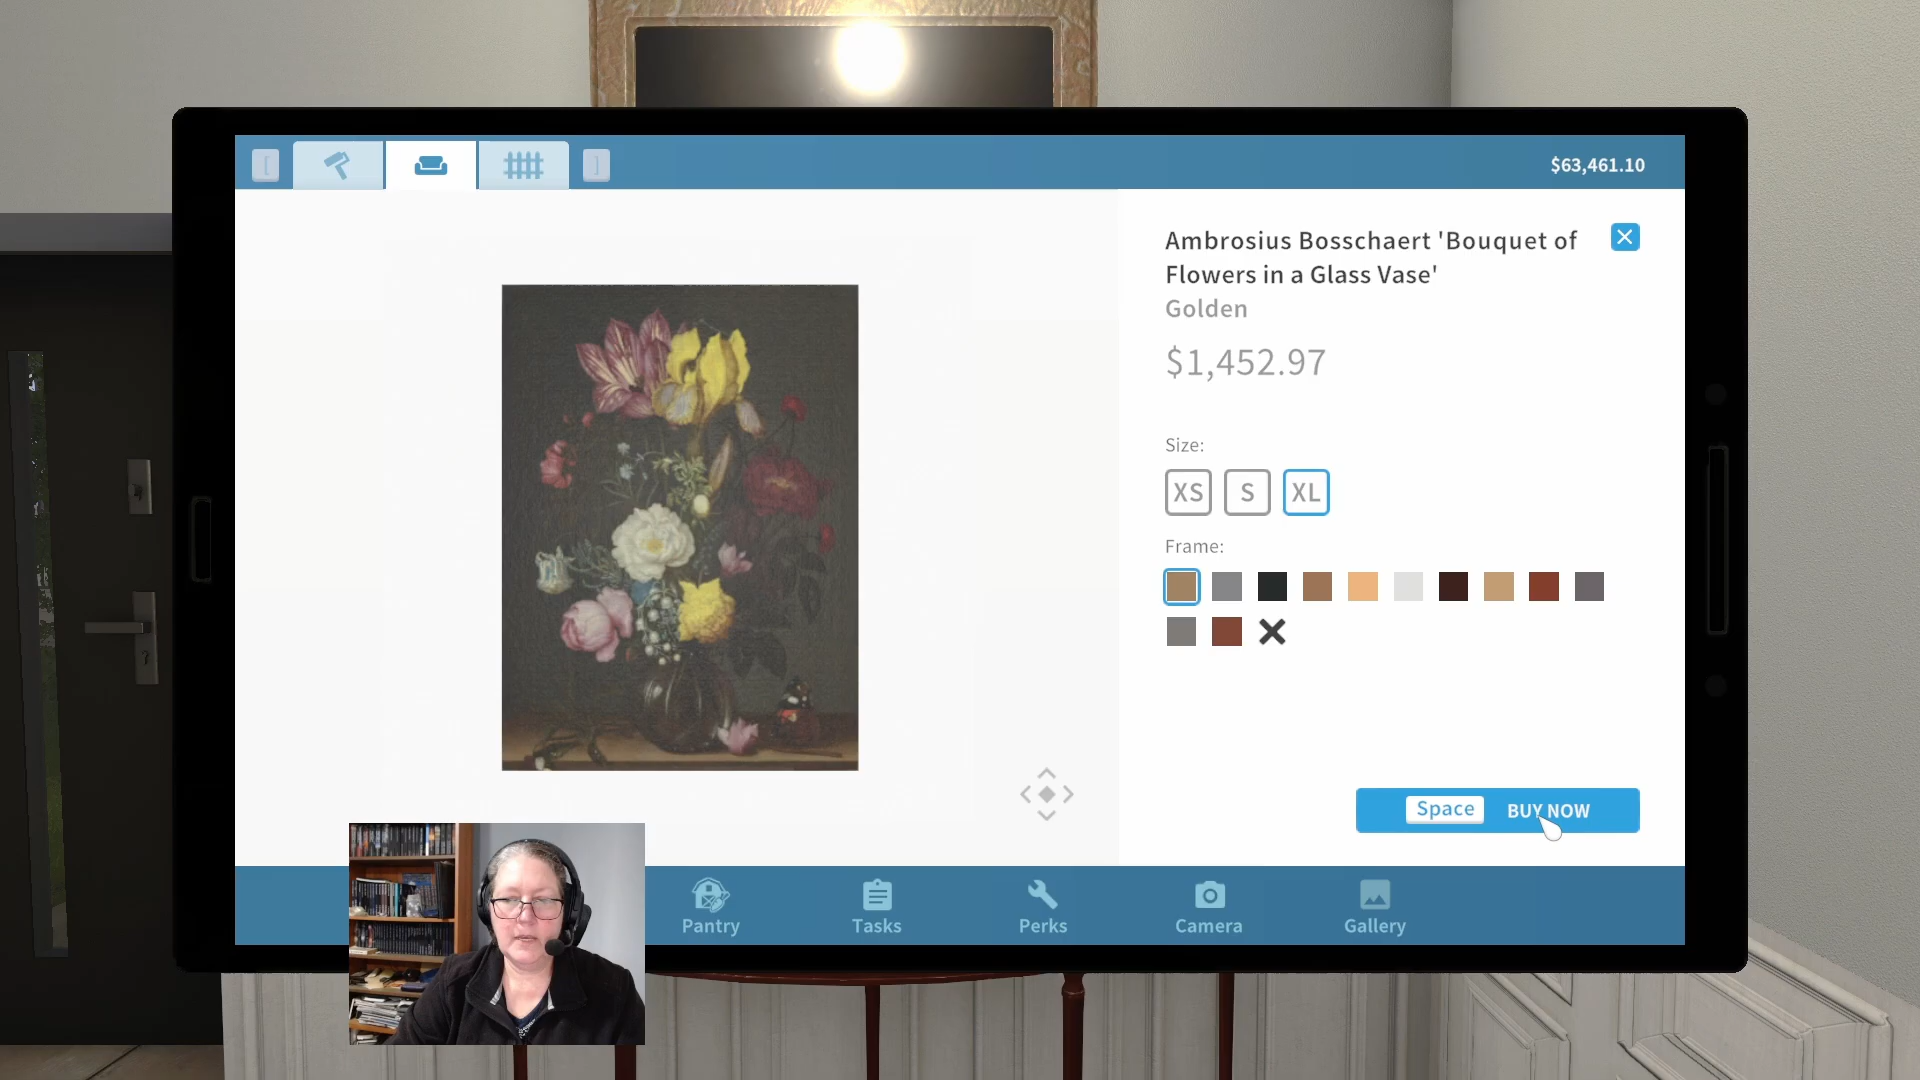 [
]
$63,461.10
Ambrosius Bosschaert 'Bouquet of
Flowers in a Glass Vase'
Golden
$1,452.97
Size:
XS S XL
Frame:
Space BUY NOW
Pantry
Tasks
Perks
Camera
Gallery